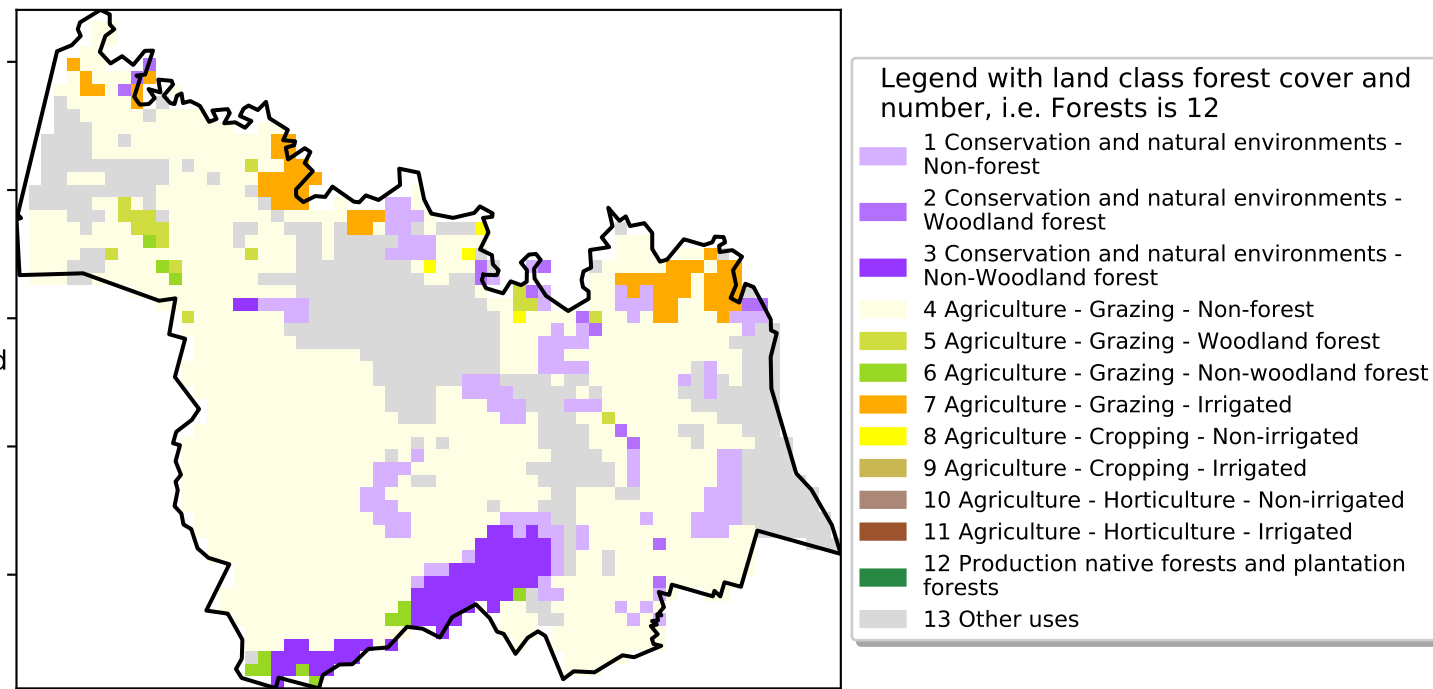 d
Legend with land class forest cover and
number, i.e. Forests is 12
1 Conservation and natural environments -
Non-forest
2 Conservation and natural environments -
Woodland forest
3 Conservation and natural environments -
Non-Woodland forest
4 Agriculture - Grazing - Non-forest
5 Agriculture - Grazing - Woodland forest
6 Agriculture - Grazing - Non-woodland forest
7 Agriculture - Grazing - Irrigated
8 Agriculture - Cropping - Non-irrigated
9 Agriculture - Cropping - Irrigated
10 Agriculture - Horticulture - Non-irrigated
11 Agriculture - Horticulture - Irrigated
12 Production native forests and plantation
forests
13 Other uses